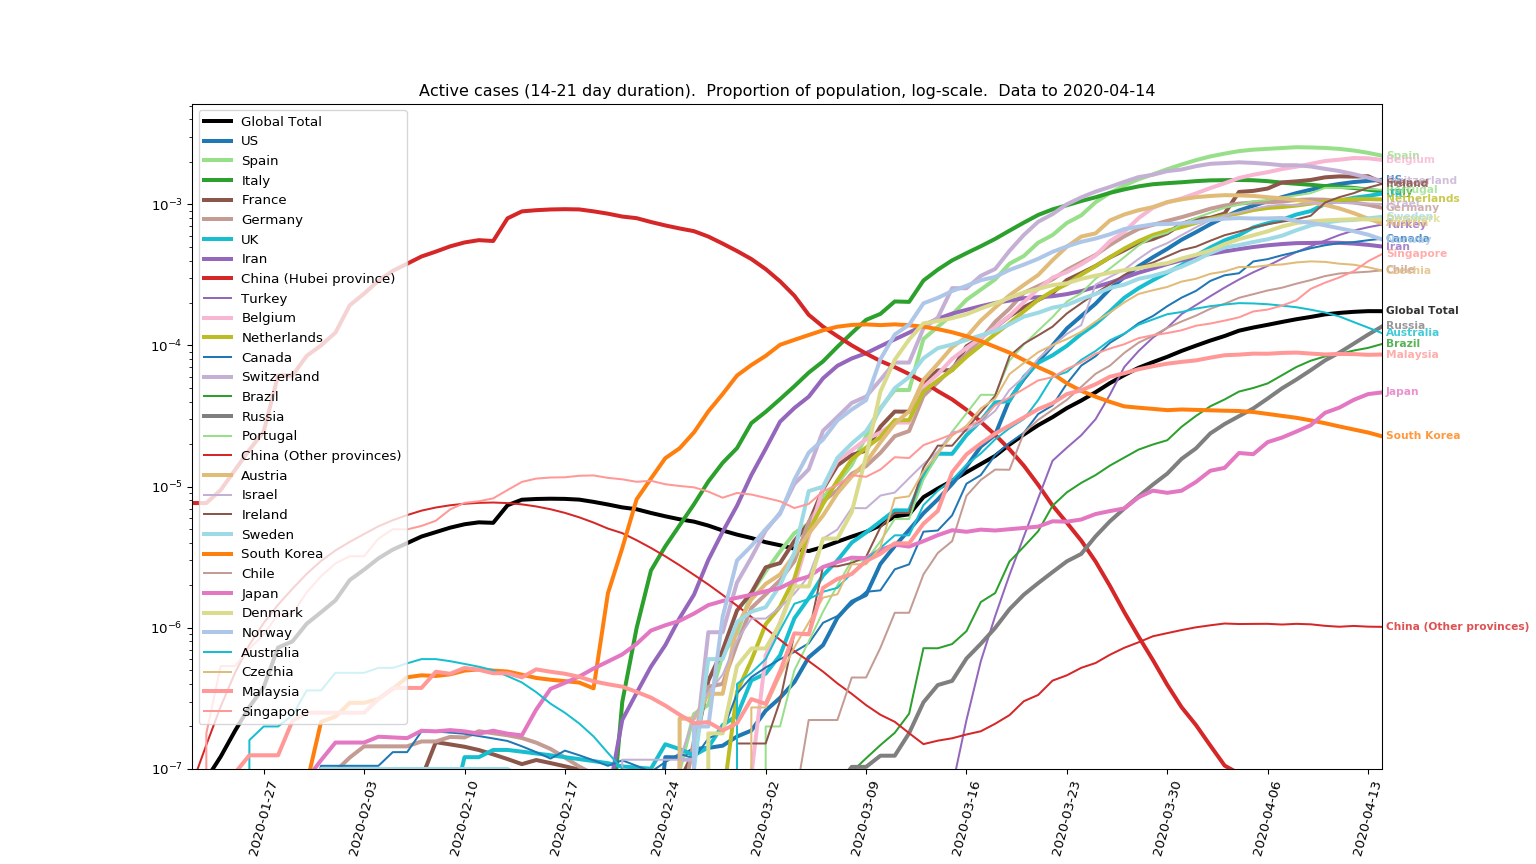 Active cases (14-21 day duration).  Proportion of population, log-scale.  Data to 2020-04-14
Global Total
US
Spain
Italy
France
Germany
UK
Iran
China (Hubei province)
Turkey
Belgium
Netherlands
Canada
Switzerland
Brazil
Russia
Portugal
China (Other provinces)
Austria
Israel
Ireland
Sweden
South Korea
Chile
Japan
Denmark
Norway
Australia
Czechia
Malaysia
Singapore
10⁻³
10⁻⁴
10⁻⁵
10⁻⁶
10⁻⁷
2020-01-27
2020-02-03
2020-02-10
2020-02-17
2020-02-24
2020-03-02
2020-03-09
2020-03-16
2020-03-23
2020-03-30
2020-04-06
2020-04-13
Spain
Belgium
Switzerland
Ireland
Portugal
Netherlands
Germany
Sweden
Turkey
Canada
Iran
Singapore
Czechia
Global Total
Russia
Australia
Brazil
Malaysia
Japan
South Korea
China (Other provinces)